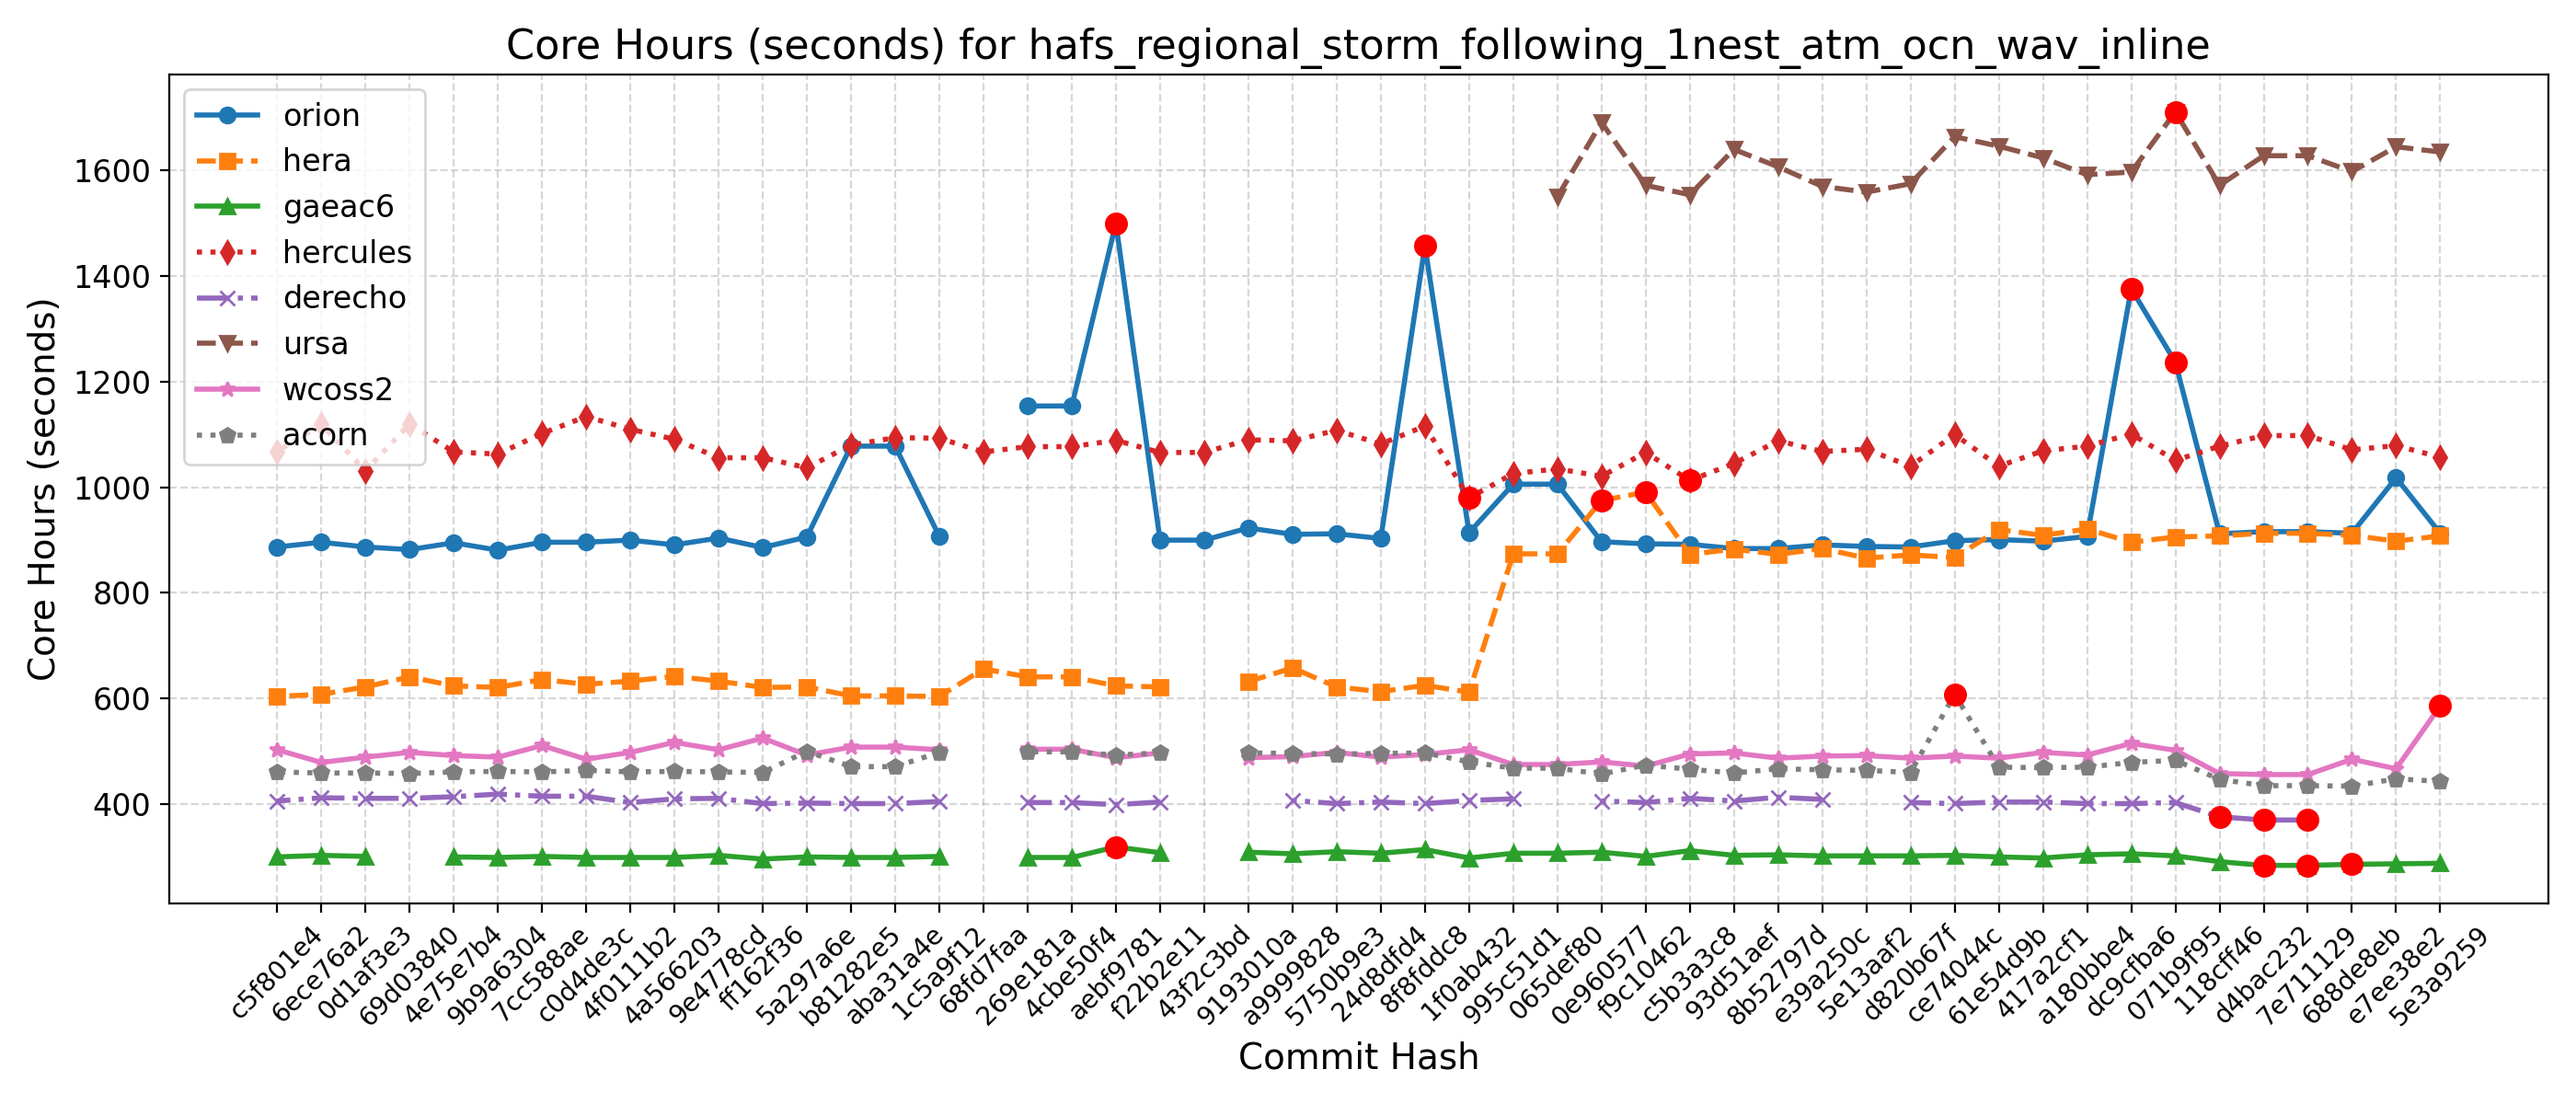 Core Hours (seconds) for hafs_regional_storm_following_1nest_atm_ocn_wav_inline
Core Hours (seconds)
1600
1400
1200
1000
800
600
400
orion
hera
gaeac6
hercules
derecho
ursa
wcoss2
acorn
c5f801e4
6ece76a2
0d1af3e3
69d03840
4e75e7b4
9b9a6304
7cc588ae
c0d4de3c
4f0111b2
4a566203
9e4778cd
ff162f36
5a297a6e
b81282e5
aba31a4e
1c5a9f12
68fd7faa
269e181a
4cbe50f4
aebf9781
f22b2e11
43f2c3bd
9193010a
a9999828
5750b9e3
24d8dfd4
8f8fddc8
1f0ab432
995c51d1
065def80
0e960577
f9c10462
c5b3a3c8
93d51aef
8b52797d
e39a250c
5e13aaf2
d820b67f
ce74044c
61e54d9b
417a2cf1
a180bbe4
dc9cfba6
071b9f95
118cff46
d4bac232
7e711129
688de8eb
e7ee38e2
5e3a9259
Commit Hash